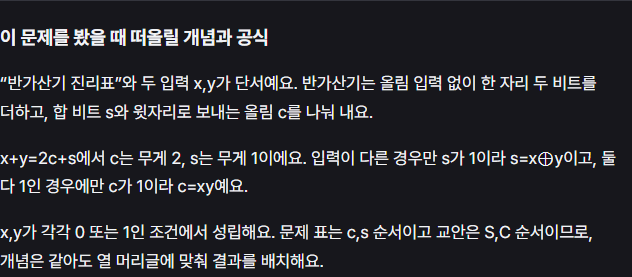 이 문제를 봤을 때 떠올릴 개념과 공식
“반가산기 진리표”와 두 입력 x,y가 단서예요. 반가산기는 올림 입력 없이 한 자리 두 비트를
더하고, 합 비트 s와 윗자리로 보내는 올림 c를 나눠 내요.
x+y=2c+s에서 c는 무게 2, s는 무게 1이에요. 입력이 다른 경우만 s가 1이라 s=x⊕y이고, 둘
다 1인 경우에만 c가 1이라 c=xy예요.
x,y가 각각 0 또는 1인 조건에서 성립해요. 문제 표는 c,s 순서이고 교안은 S,C 순서이므로,
개념은 같아도 열 머리글에 맞춰 결과를 배치해요.